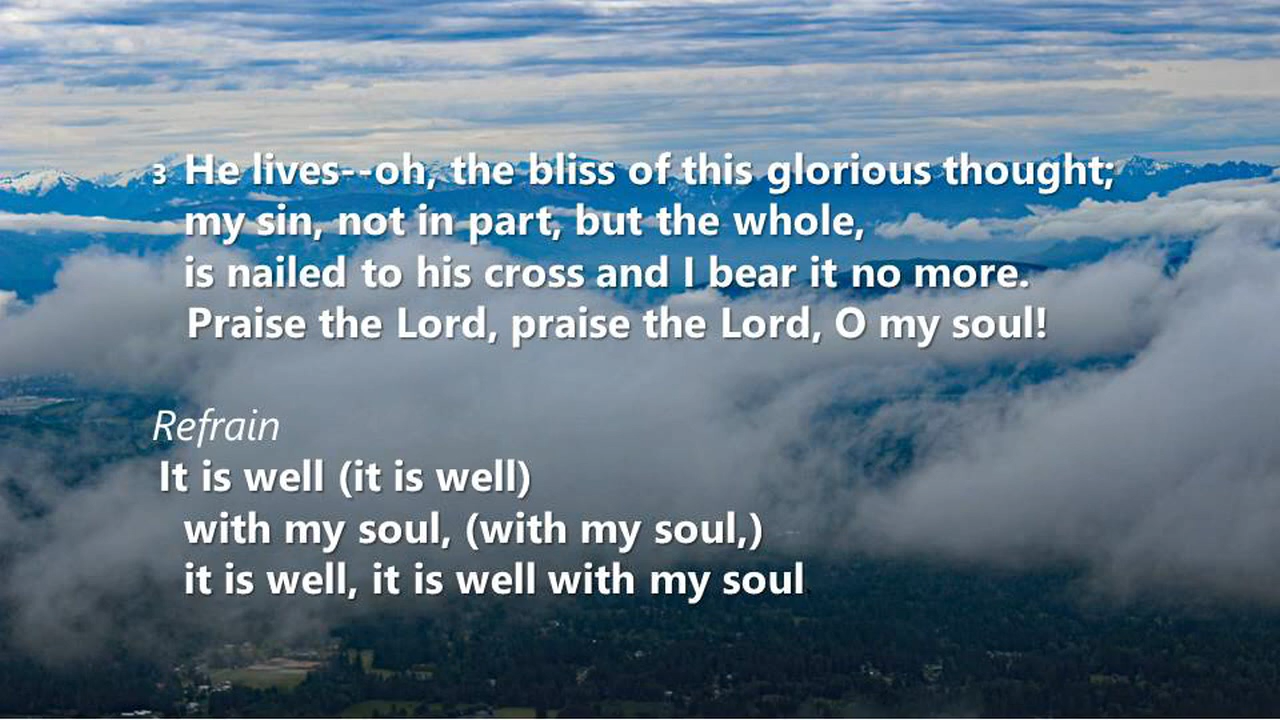 3 He lives--oh, the bliss of this glorious thought;
my sin, not in part, but the whole,
is nailed to his cross and I bear it no more.
Praise the Lord, praise the Lord, O my soul!
Refrain
It is well (it is well)
with my soul, (with my soul,)
it is well, it is well with my soul